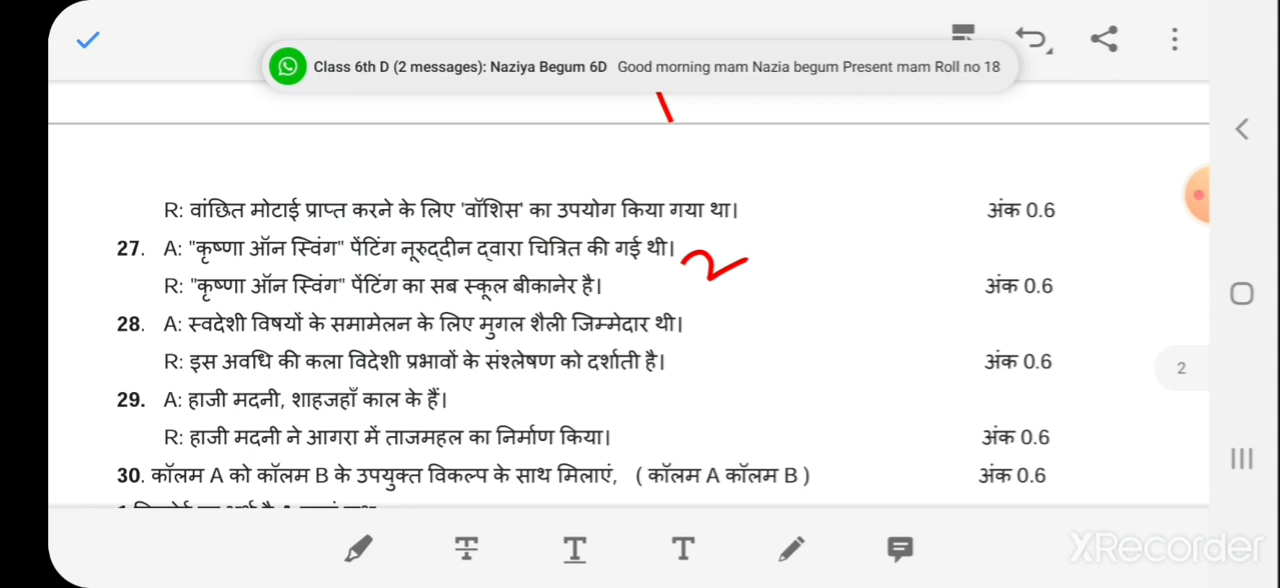 Class 6th D (2 messages): Naziya Begum 6D Good morning mam Nazia begum Present mam Roll no 18
R: वांछित मोटाई प्राप्त करने के लिए 'वॉशिस' का उपयोग किया गया था। अंक 0.6
27. A: "कृष्णा ऑन स्विंग" पेंटिंग नूरुद्दीन द्वारा चित्रित की गई थी। 2
R: "कृष्णा ऑन स्विंग" पेंटिंग का सब स्कूल बीकानेर है। अंक 0.6
28. A: स्वदेशी विषयों के समामेलन के लिए मुगल शैली जिम्मेदार थी।
R: इस अवधि की कला विदेशी प्रभावों के संश्लेषण को दर्शाती है। अंक 0.6
2
29. A: हाजी मदनी, शाहजहाँ काल के हैं।
R: हाजी मदनी ने आगरा में ताजमहल का निर्माण किया। अंक 0.6
30. कॉलम A को कॉलम B के उपयुक्त विकल्प के साथ मिलाएं, ( कॉलम A कॉलम B ) अंक 0.6
T T T
XRecorder